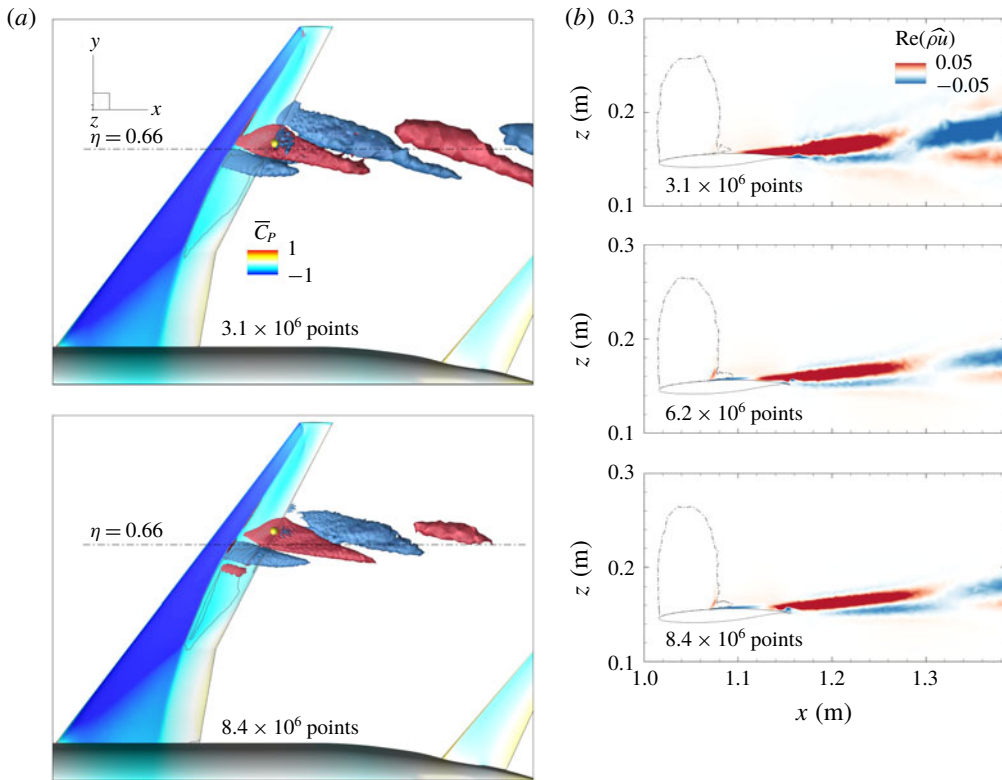 (a)
y
x
z
η = 0.66
C̅_P
1
−1
3.1 × 10⁶ points
η = 0.66
8.4 × 10⁶ points
(b)
0.3
Re(ρ̂u)
0.05
−0.05
z (m)
0.2
3.1 × 10⁶ points
0.1
0.3
z (m)
0.2
6.2 × 10⁶ points
0.1
0.3
z (m)
0.2
8.4 × 10⁶ points
0.1
1.0 1.1 1.2 1.3
x (m)